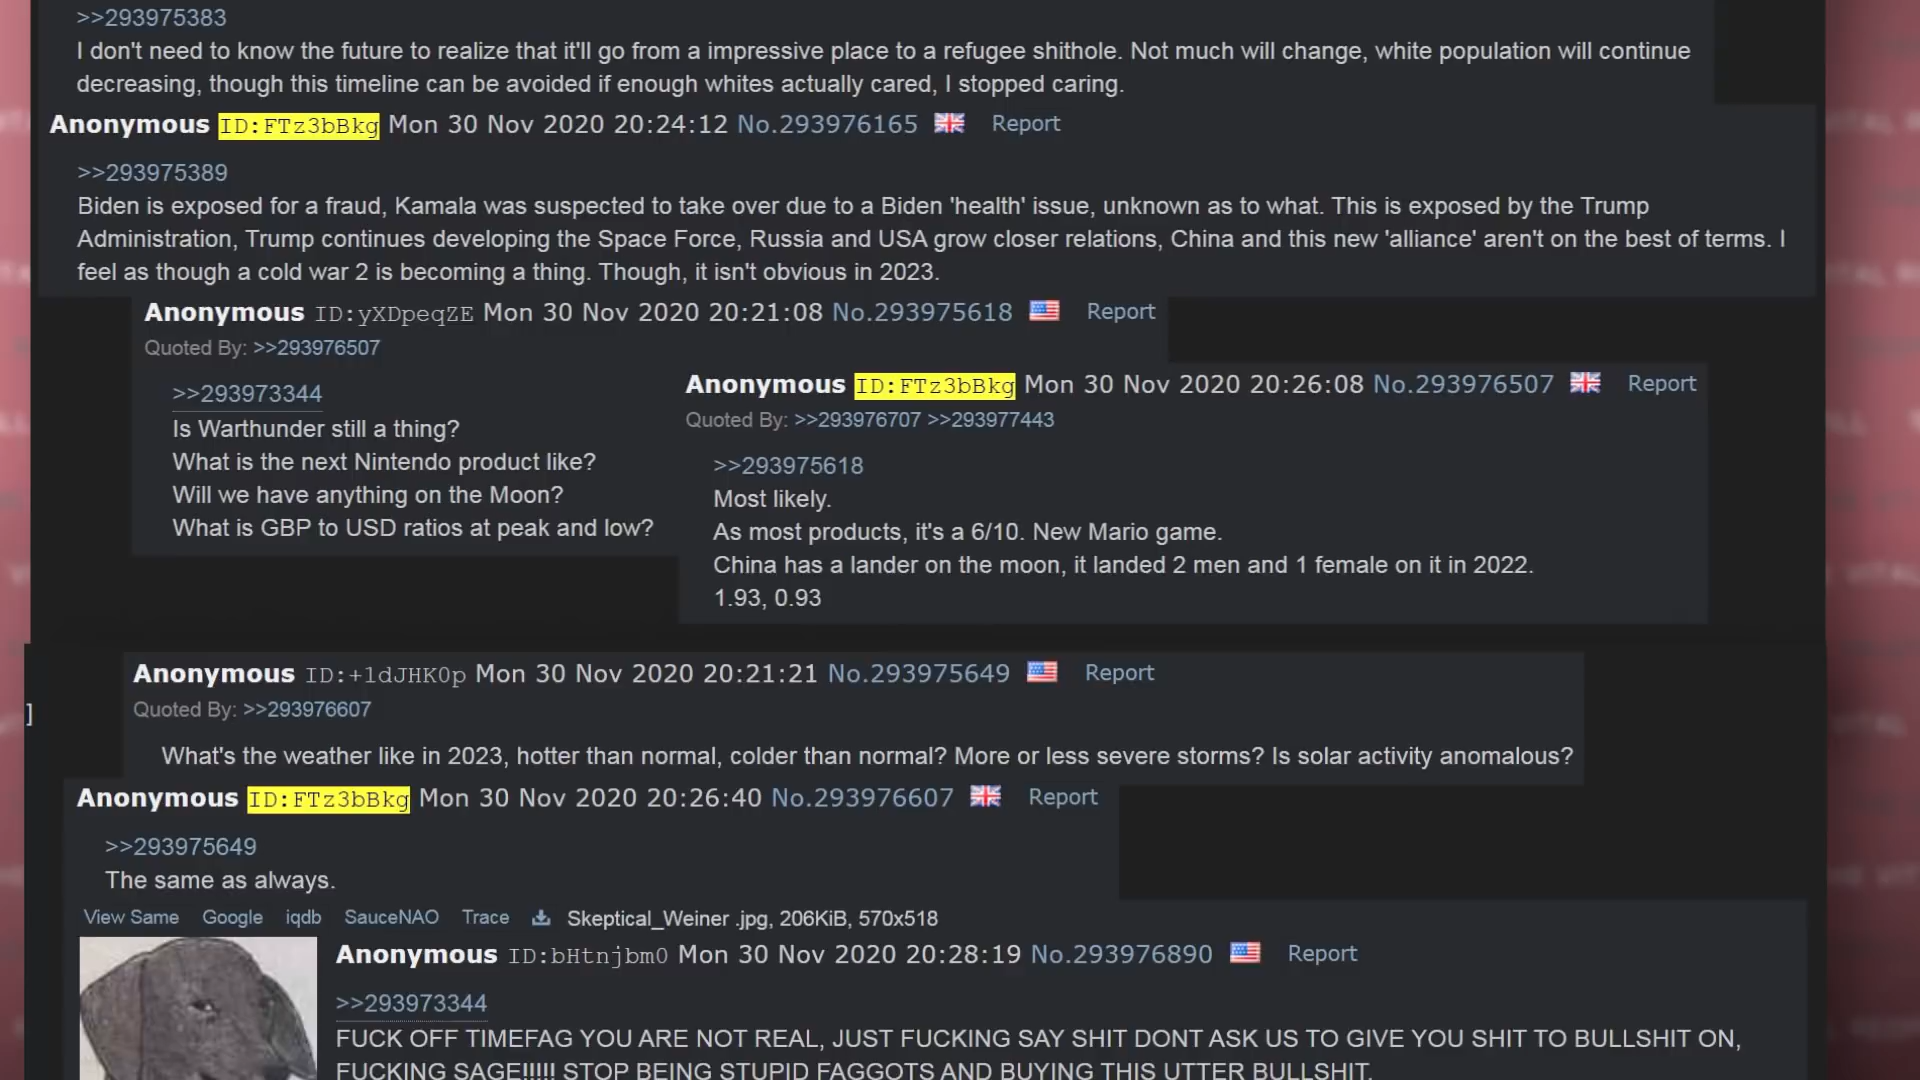 >>293975383
I don't need to know the future to realize that it'll go from a impressive place to a refugee shithole. Not much will change, white population will continue
decreasing, though this timeline can be avoided if enough whites actually cared, I stopped caring.
Anonymous ID:FTz3bBkg Mon 30 Nov 2020 20:24:12 No.293976165 Report
>>293975389
Biden is exposed for a fraud, Kamala was suspected to take over due to a Biden 'health' issue, unknown as to what. This is exposed by the Trump
Administration, Trump continues developing the Space Force, Russia and USA grow closer relations, China and this new 'alliance' aren't on the best of terms. I
feel as though a cold war 2 is becoming a thing. Though, it isn't obvious in 2023.
Anonymous ID:yXDpeqZE Mon 30 Nov 2020 20:21:08 No.293975618 Report
Quoted By: >>293976507
>>293973344
Is Warthunder still a thing?
What is the next Nintendo product like?
Will we have anything on the Moon?
What is GBP to USD ratios at peak and low?
Anonymous ID:FTz3bBkg Mon 30 Nov 2020 20:26:08 No.293976507 Report
Quoted By: >>293976707 >>293977443
>>293975618
Most likely.
As most products, it's a 6/10. New Mario game.
China has a lander on the moon, it landed 2 men and 1 female on it in 2022.
1.93, 0.93
Anonymous ID:+1dJHK0p Mon 30 Nov 2020 20:21:21 No.293975649 Report
Quoted By: >>293976607
]
What's the weather like in 2023, hotter than normal, colder than normal? More or less severe storms? Is solar activity anomalous?
Anonymous ID:FTz3bBkg Mon 30 Nov 2020 20:26:40 No.293976607 Report
>>293975649
The same as always.
View Same Google iqdb SauceNAO Trace Skeptical_Weiner .jpg, 206KiB, 570x518
Anonymous ID:bHtnjbm0 Mon 30 Nov 2020 20:28:19 No.293976890 Report
>>293973344
FUCK OFF TIMEFAG YOU ARE NOT REAL, JUST FUCKING SAY SHIT DONT ASK US TO GIVE YOU SHIT TO BULLSHIT ON,
FUCKING SAGE!!!!! STOP BEING STUPID FAGGOTS AND BUYING THIS UTTER BULLSHIT.